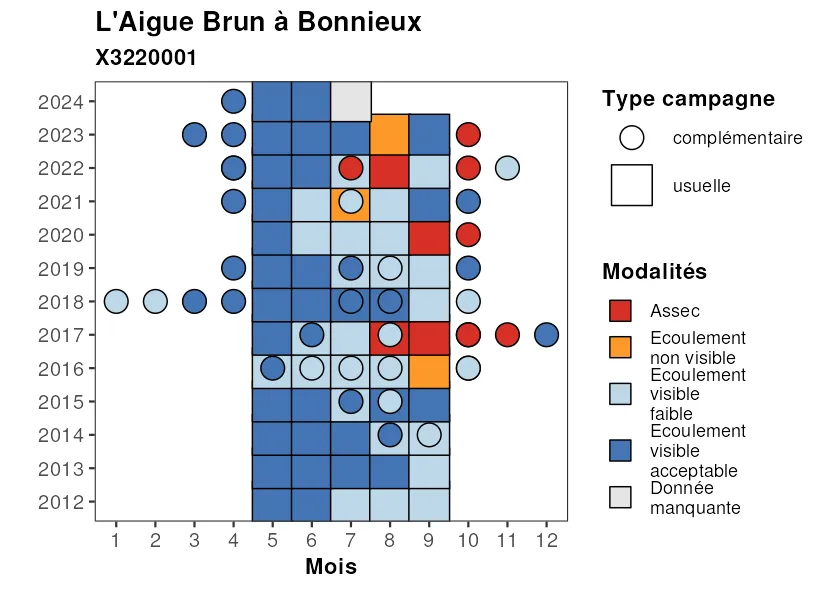 L'Aigue Brun à Bonnieux
X3220001
2024
2023
2022
2021
2020
2019
2018
2017
2016
2015
2014
2013
2012
1 2 3 4 5 6 7 8 9 10 11 12
Mois
Type campagne
complémentaire
usuelle
Modalités
Assec
Ecoulement
non visible
Ecoulement
visible
faible
Ecoulement
visible
acceptable
Donnée
manquante